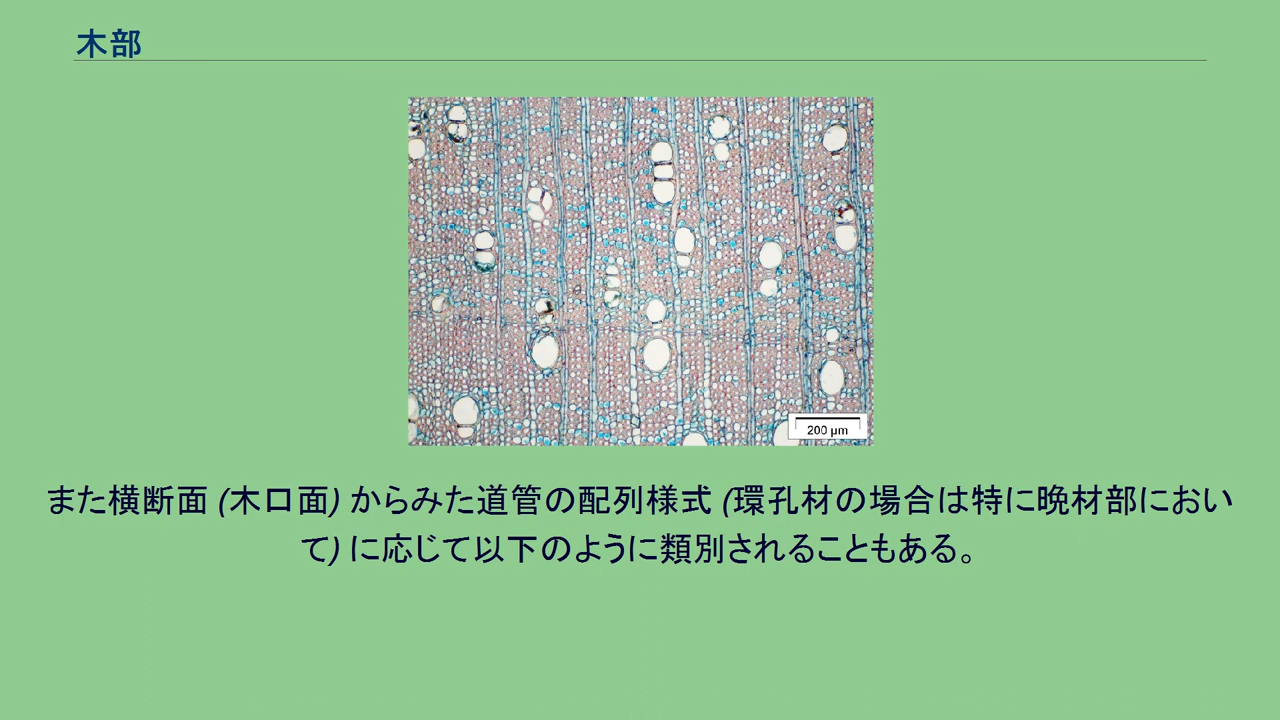 木部
200 µm
また横断面 (木口面) からみた道管の配列様式 (環孔材の場合は特に晩材部におい
て) に応じて以下のように類別されることもある。